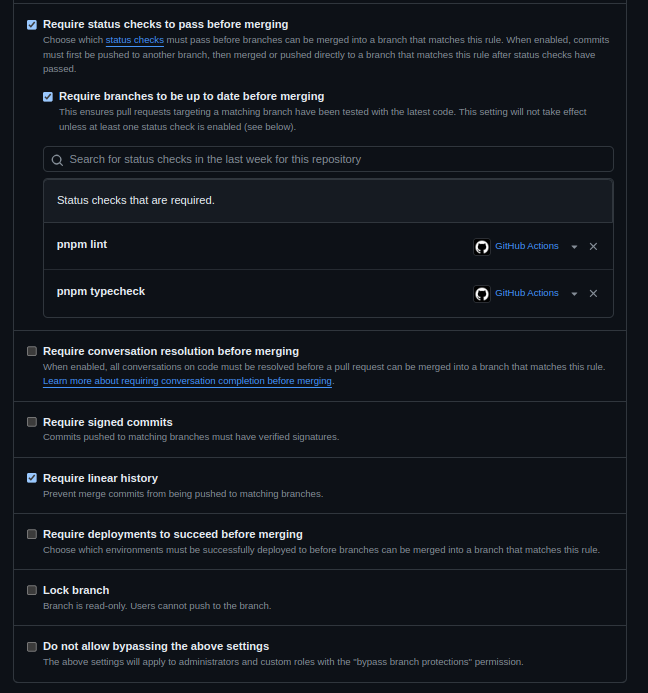 Require status checks to pass before merging
Choose which status checks must pass before branches can be merged into a branch that matches this rule. When enabled, commits
must first be pushed to another branch, then merged or pushed directly to a branch that matches this rule after status checks have
passed.
Require branches to be up to date before merging
This ensures pull requests targeting a matching branch have been tested with the latest code. This setting will not take effect
unless at least one status check is enabled (see below).
Search for status checks in the last week for this repository
Status checks that are required.
pnpm lint GitHub Actions
pnpm typecheck GitHub Actions
Require conversation resolution before merging
When enabled, all conversations on code must be resolved before a pull request can be merged into a branch that matches this rule.
Learn more about requiring conversation completion before merging.
Require signed commits
Commits pushed to matching branches must have verified signatures.
Require linear history
Prevent merge commits from being pushed to matching branches.
Require deployments to succeed before merging
Choose which environments must be successfully deployed to before branches can be merged into a branch that matches this rule.
Lock branch
Branch is read-only. Users cannot push to the branch.
Do not allow bypassing the above settings
The above settings will apply to administrators and custom roles with the "bypass branch protections" permission.